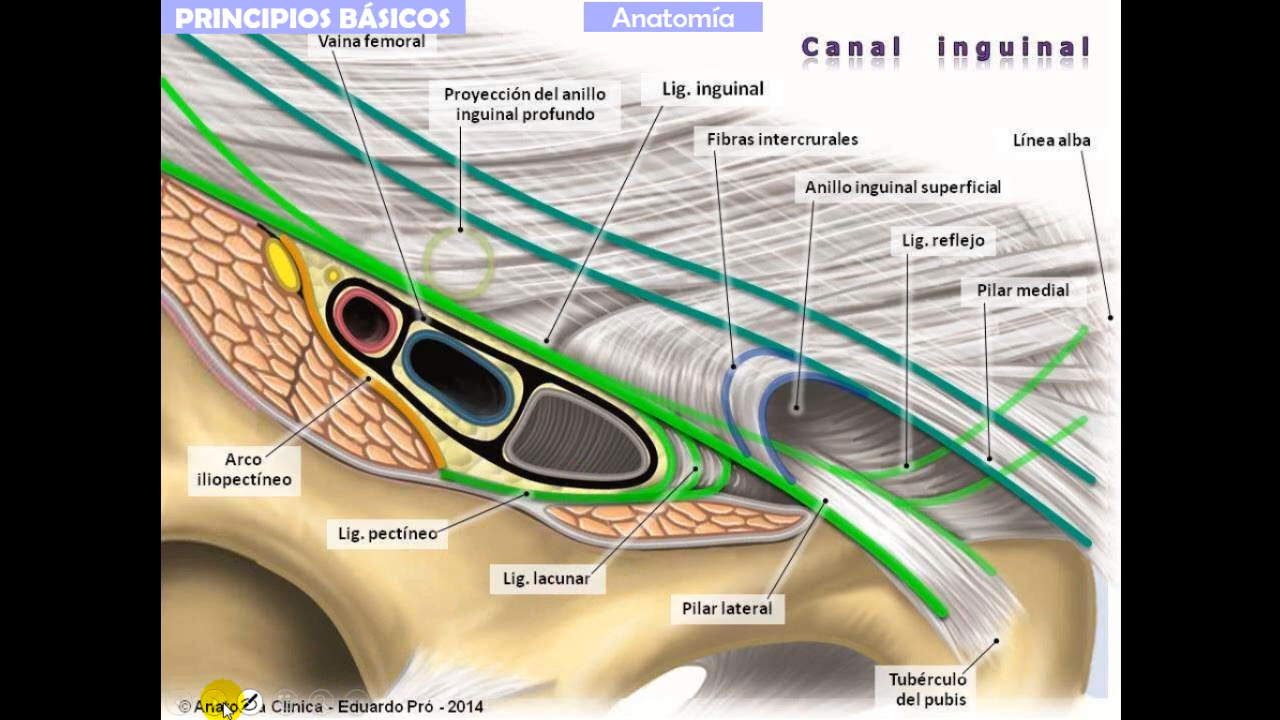 PRINCIPIOS BÁSICOS
Anatomía
Canal inguinal
Vaina femoral
Proyección del anillo
inguinal profundo
Lig. inguinal
Fibras intercrurales
Línea alba
Anillo inguinal superficial
Lig. reflejo
Pilar medial
Arco
iliopectíneo
Lig. pectíneo
Lig. lacunar
Pilar lateral
Tubérculo
del pubis
© Clínica - Eduardo Pró - 2014